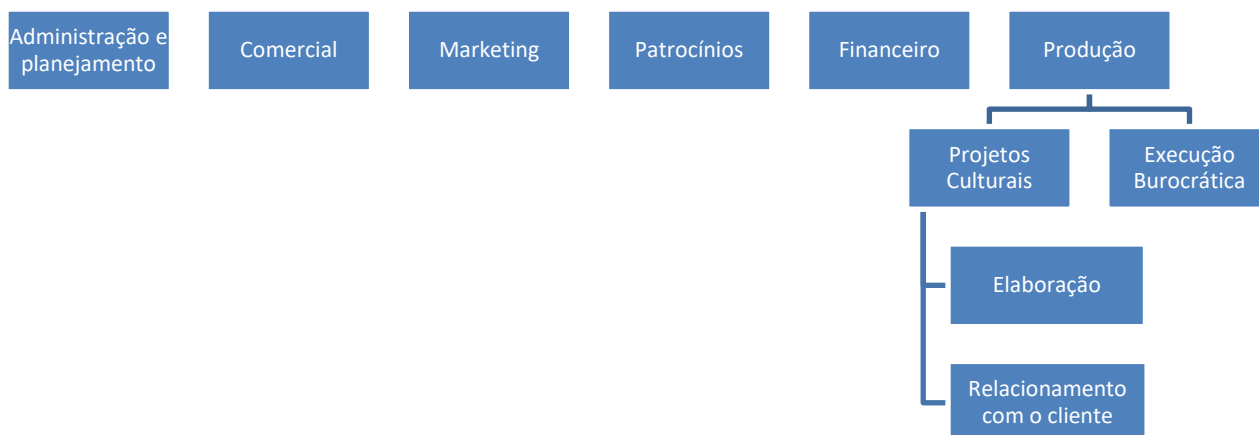 Administração e
planejamento
Comercial
Marketing
Patrocínios
Financeiro
Produção
Projetos
Culturais
Execução
Burocrática
Elaboração
Relacionamento
com o cliente